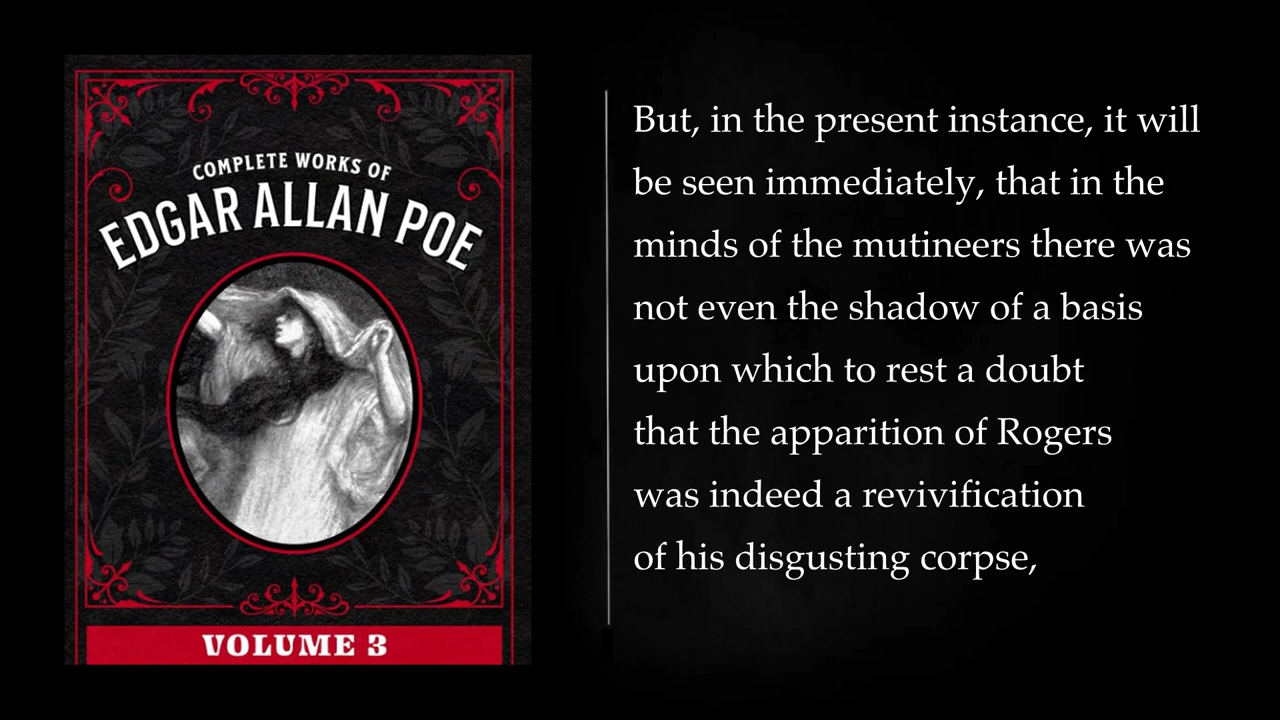 COMPLETE WORKS OF
EDGAR ALLAN POE
VOLUME 3
But, in the present instance, it will
be seen immediately, that in the
minds of the mutineers there was
not even the shadow of a basis
upon which to rest a doubt
that the apparition of Rogers
was indeed a revivification
of his disgusting corpse,